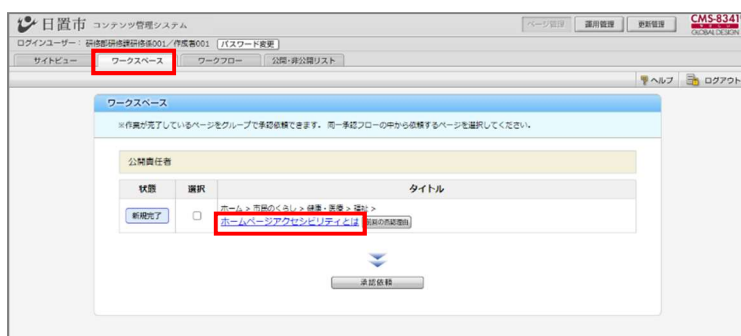 日置市 コンテンツ管理システム
ページ管理 運用管理 更新管理
CMS-8341
GLOBALDESIGN
ログインユーザー: 研修部研修課研修係001/作成者001 パスワード変更
サイトビュー ワークスペース ワークフロー 公開・非公開リスト
ヘルプ ログアウト
ワークスペース
※作業が完了しているページをグループで承認依頼できます。同一承認フローの中から依頼するページを選択してください。
公開責任者
状態 選択 タイトル
新規完了
ホーム > 市民のくらし > 健康・医療 > 福祉 >
ホームページアクセシビリティとは
承認依頼